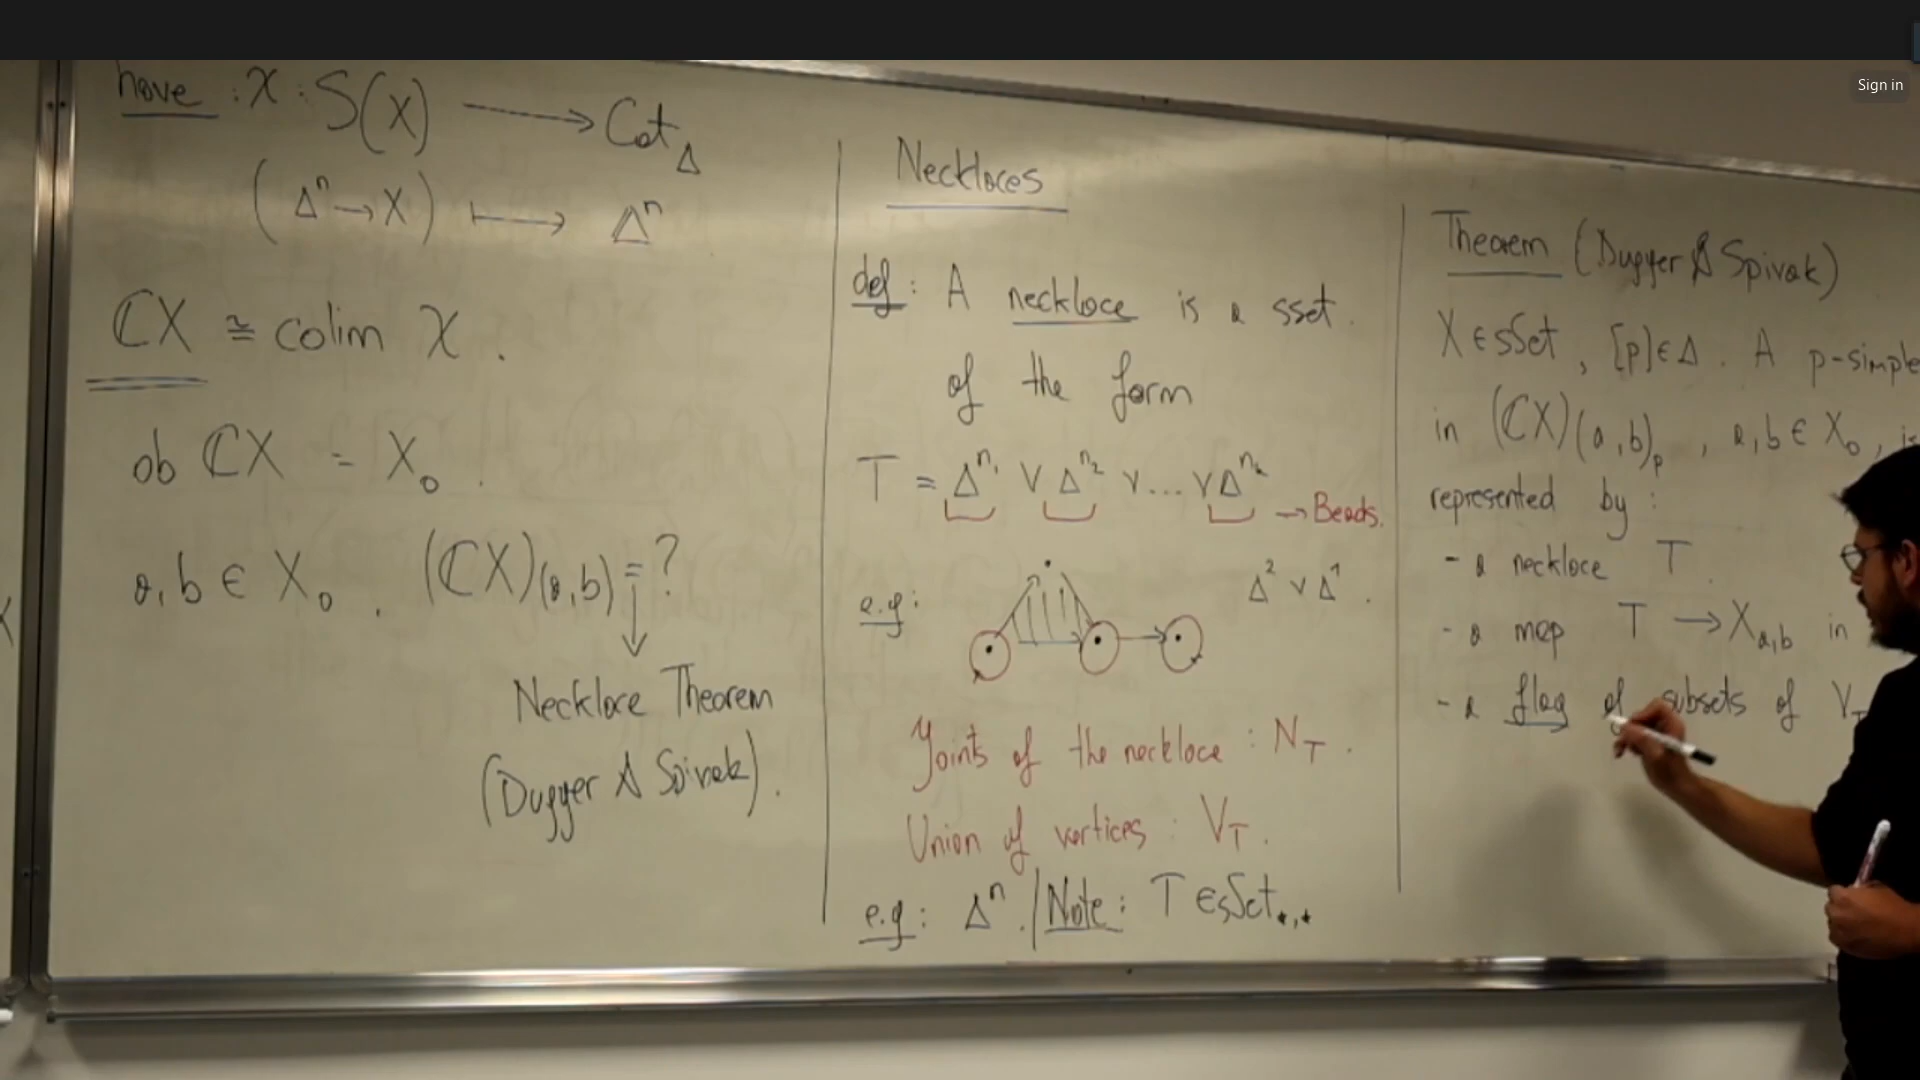 Sign in
have : χ : S(X) ⟶ Cat_Δ
(Δⁿ → X) ⟼ Δⁿ
ℂX ≅ colim χ .
ob ℂX = X₀ .
a, b ∈ X₀ . (ℂX)(a,b) = ?
↓
Necklace Theorem
(Dugger & Spivak) .
Necklaces
def : A necklace is a sset .
of the form
T = Δ^{n₁} ∨ Δ^{n₂} ∨ ... ∨ Δ^{n_k} → Beads.
e.g : Δ² ∨ Δ¹ .
Joints of the necklace : N_T .
Union of vertices : V_T .
e.g : Δⁿ . / Note : T ∈ sSet_{*,*}
Theorem (Dugger & Spivak)
X ∈ sSet , [p] ∈ Δ . A p-simple
in (ℂX)(a,b)_p , a, b ∈ X₀ , is
represented by :
- a necklace T .
- a map T → X_{a,b} in
- a flag of subsets of V_T